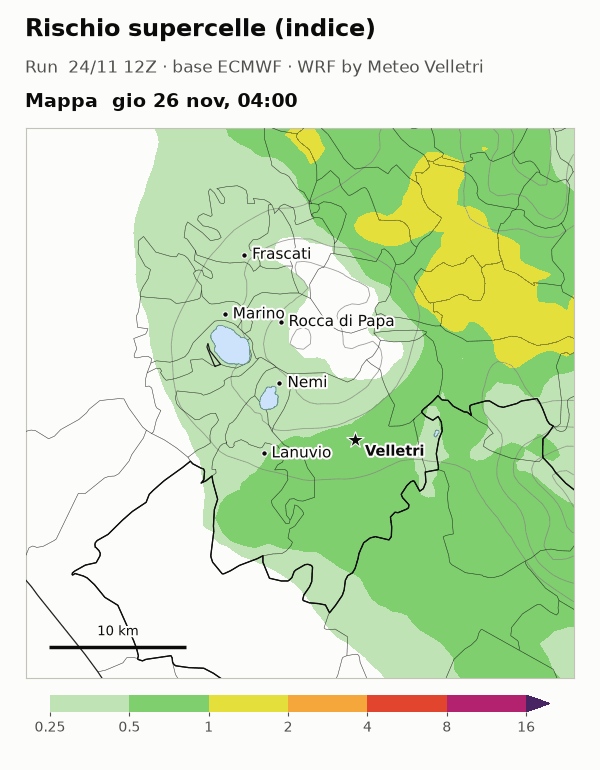 Rischio supercelle (indice)
Run  24/11 12Z · base ECMWF · WRF by Meteo Velletri
Mappa  gio 26 nov, 04:00
Frascati
Marino
Rocca di Papa
Nemi
Velletri
Lanuvio
10 km
0.25 0.5 1 2 4 8 16